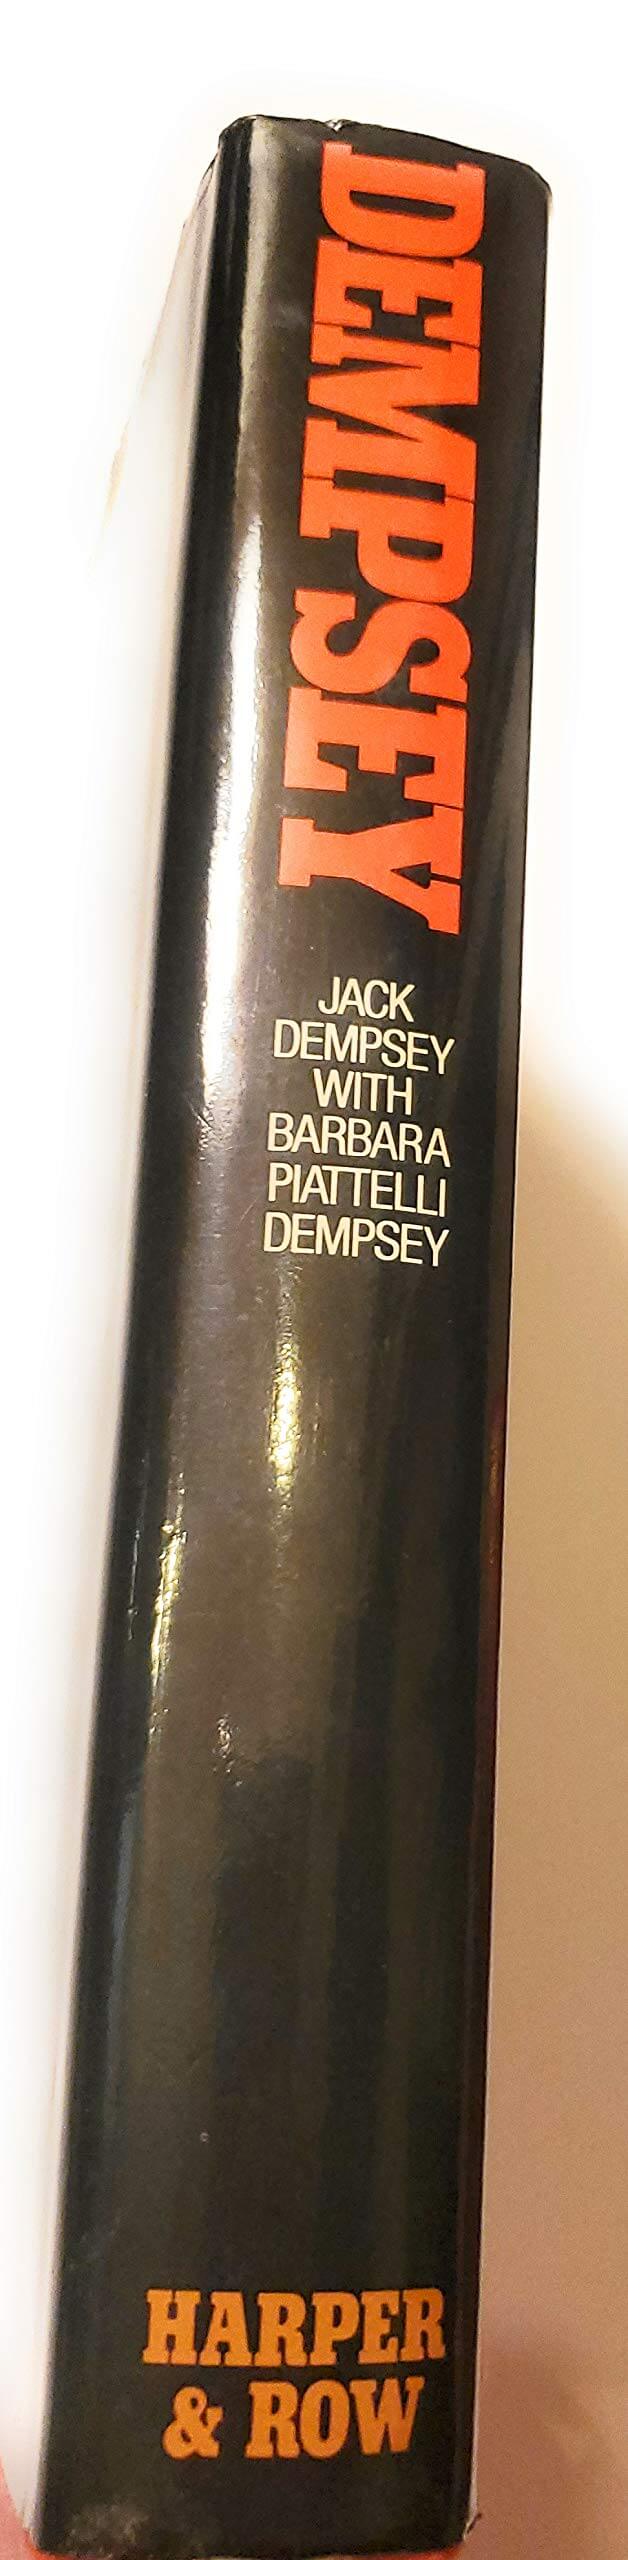 DEMPSEY
JACK
DEMPSEY
WITH
BARBARA
PIATTELLI
DEMPSEY
HARPER
& ROW